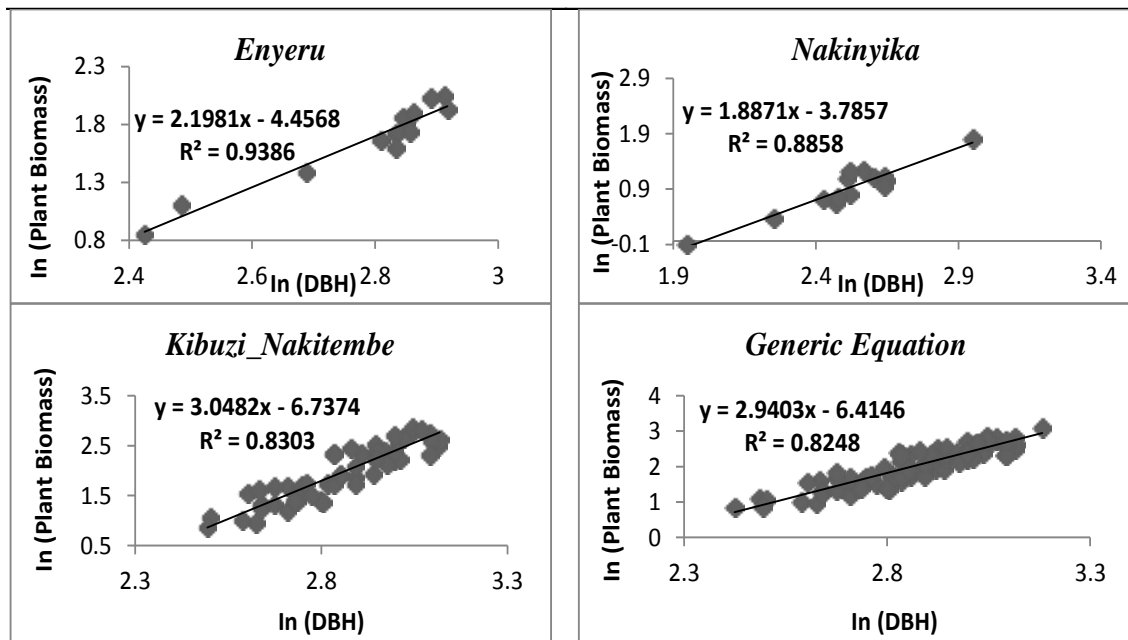 Enyeru
ln (Plant Biomass)
2.3
1.8
1.3
0.8
y = 2.1981x - 4.4568
R² = 0.9386
2.4 2.6 2.8 3
ln (DBH)
Nakinyika
ln (Plant Biomass)
2.9
1.9
0.9
-0.1
y = 1.8871x - 3.7857
R² = 0.8858
1.9 2.4 2.9 3.4
ln (DBH)
Kibuzi_Nakitembe
ln (Plant Biomass)
3.5
2.5
1.5
0.5
y = 3.0482x - 6.7374
R² = 0.8303
2.3 2.8 3.3
ln (DBH)
Generic Equation
ln (Plant Biomass)
4
3
2
1
0
y = 2.9403x - 6.4146
R² = 0.8248
2.3 2.8 3.3
ln (DBH)